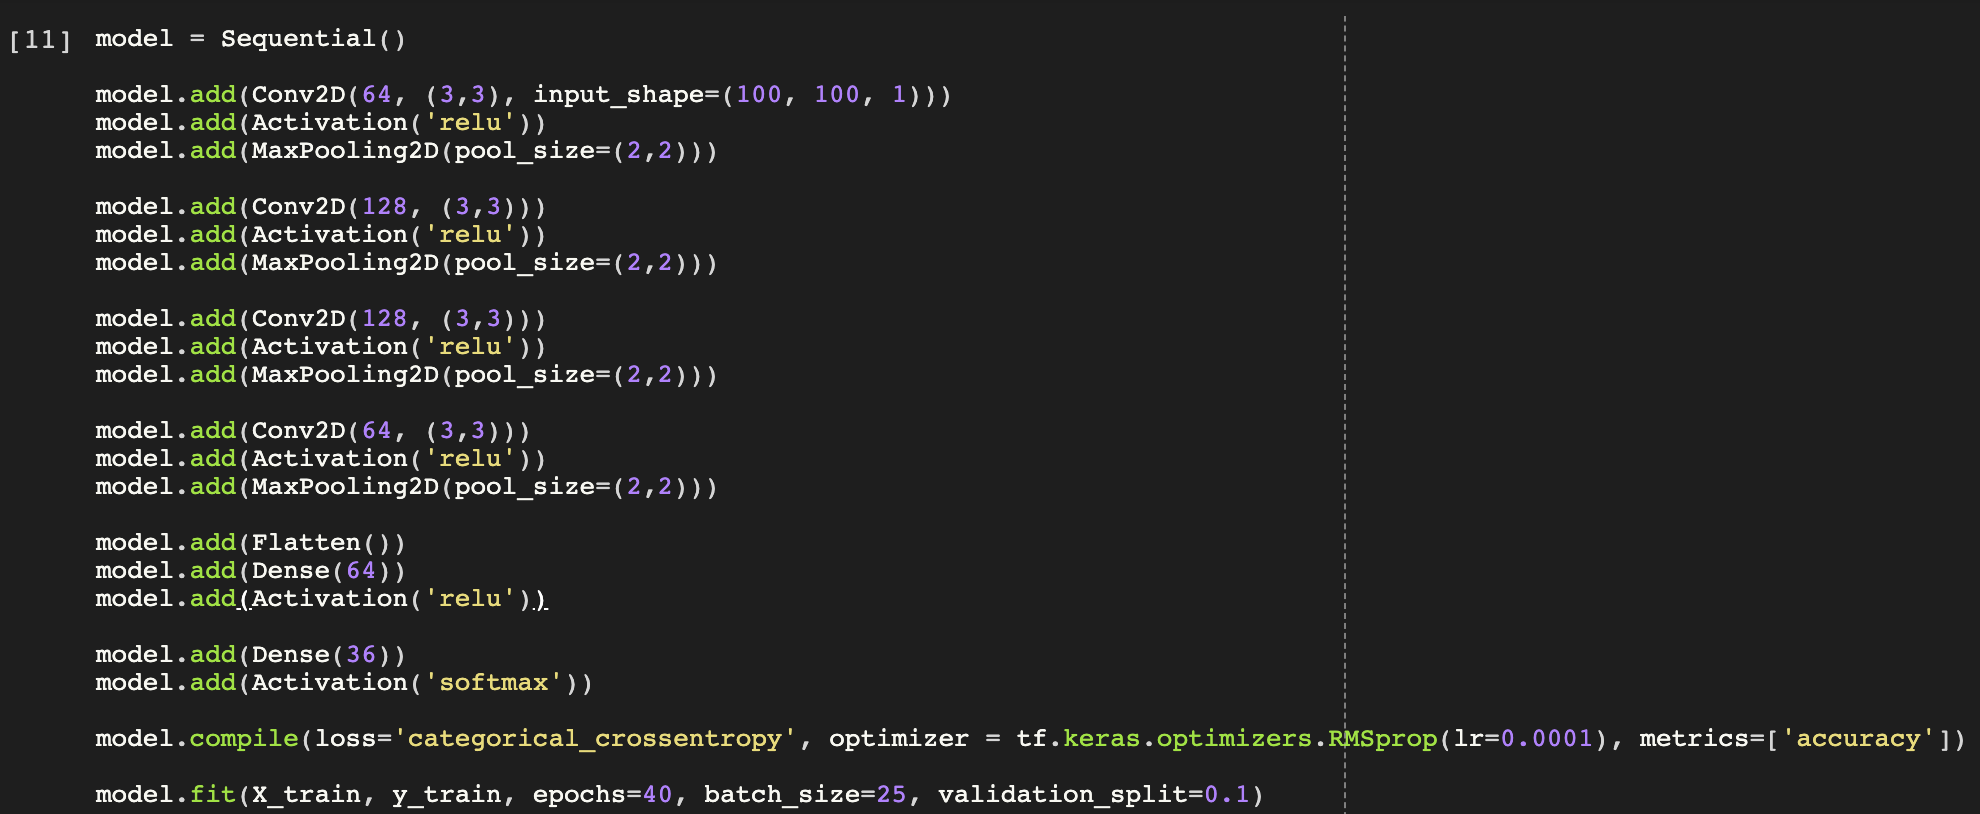 [11] model = Sequential()
model.add(Conv2D(64, (3,3), input_shape=(100, 100, 1)))
model.add(Activation('relu'))
model.add(MaxPooling2D(pool_size=(2,2)))
model.add(Conv2D(128, (3,3)))
model.add(Activation('relu'))
model.add(MaxPooling2D(pool_size=(2,2)))
model.add(Conv2D(128, (3,3)))
model.add(Activation('relu'))
model.add(MaxPooling2D(pool_size=(2,2)))
model.add(Conv2D(64, (3,3)))
model.add(Activation('relu'))
model.add(MaxPooling2D(pool_size=(2,2)))
model.add(Flatten())
model.add(Dense(64))
model.add(Activation('relu'))
model.add(Dense(36))
model.add(Activation('softmax'))
model.compile(loss='categorical_crossentropy', optimizer = tf.keras.optimizers.RMSprop(lr=0.0001), metrics=['accuracy'])
model.fit(X_train, y_train, epochs=40, batch_size=25, validation_split=0.1)